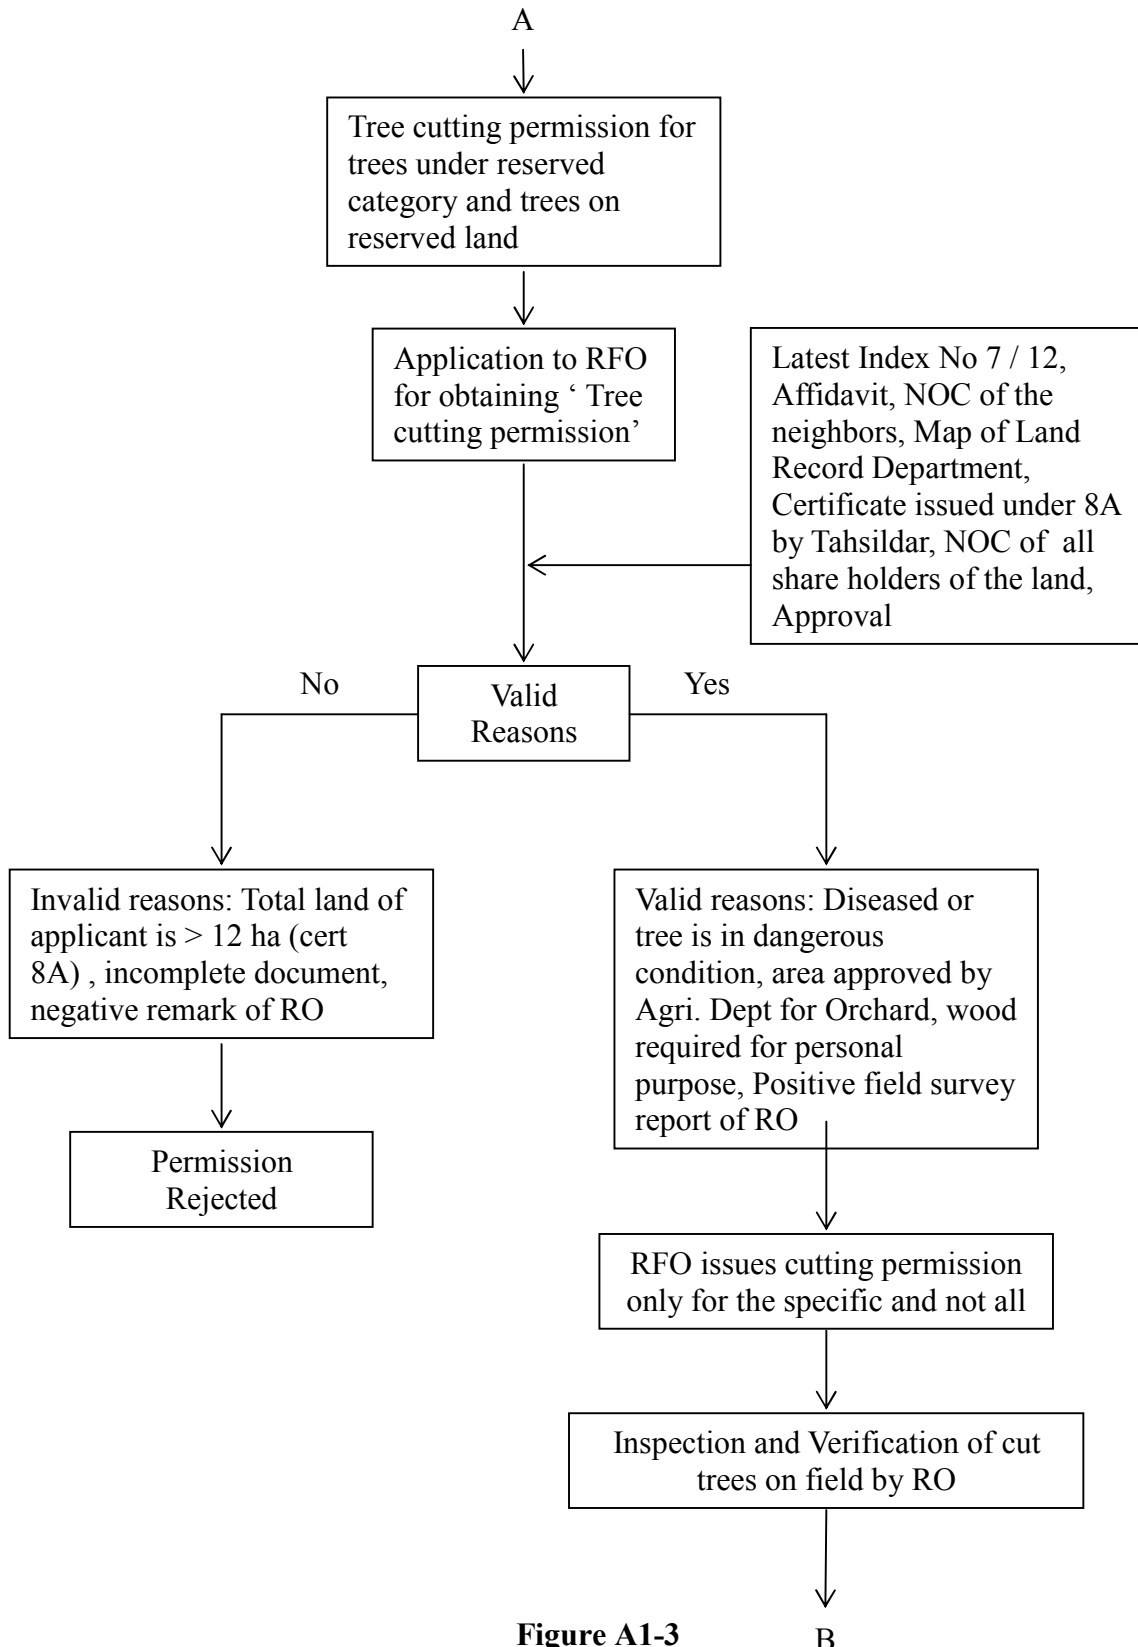 A
Tree cutting permission for
trees under reserved
category and trees on
reserved land
Application to RFO
for obtaining ‘ Tree
cutting permission’
Latest Index No 7 / 12,
Affidavit, NOC of the
neighbors, Map of Land
Record Department,
Certificate issued under 8A
by Tahsildar, NOC of all
share holders of the land,
Approval
No
Valid
Reasons
Yes
Invalid reasons: Total land of
applicant is > 12 ha (cert
8A) , incomplete document,
negative remark of RO
Permission
Rejected
Valid reasons: Diseased or
tree is in dangerous
condition, area approved by
Agri. Dept for Orchard, wood
required for personal
purpose, Positive field survey
report of RO
RFO issues cutting permission
only for the specific and not all
Inspection and Verification of cut
trees on field by RO
Figure A1-3
B